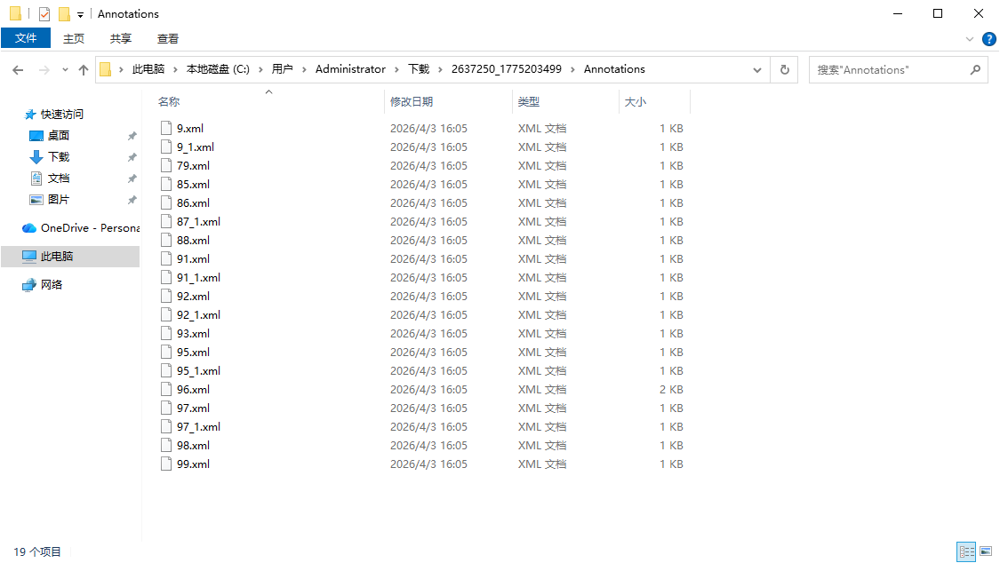 Annotations
文件 主页 共享 查看
此电脑 本地磁盘 (C:) 用户 Administrator 下载 2637250_1775203499 Annotations 搜索"Annotations"
快速访问
桌面
下载
文档
图片
OneDrive - Persona
此电脑
网络
名称 修改日期 类型 大小
9.xml 2026/4/3 16:05 XML 文档 1 KB
9_1.xml 2026/4/3 16:05 XML 文档 1 KB
79.xml 2026/4/3 16:05 XML 文档 1 KB
85.xml 2026/4/3 16:05 XML 文档 1 KB
86.xml 2026/4/3 16:05 XML 文档 1 KB
87_1.xml 2026/4/3 16:05 XML 文档 1 KB
88.xml 2026/4/3 16:05 XML 文档 1 KB
91.xml 2026/4/3 16:05 XML 文档 1 KB
91_1.xml 2026/4/3 16:05 XML 文档 1 KB
92.xml 2026/4/3 16:05 XML 文档 1 KB
92_1.xml 2026/4/3 16:05 XML 文档 1 KB
93.xml 2026/4/3 16:05 XML 文档 1 KB
95.xml 2026/4/3 16:05 XML 文档 1 KB
95_1.xml 2026/4/3 16:05 XML 文档 1 KB
96.xml 2026/4/3 16:05 XML 文档 2 KB
97.xml 2026/4/3 16:05 XML 文档 1 KB
97_1.xml 2026/4/3 16:05 XML 文档 1 KB
98.xml 2026/4/3 16:05 XML 文档 1 KB
99.xml 2026/4/3 16:05 XML 文档 1 KB
19 个项目